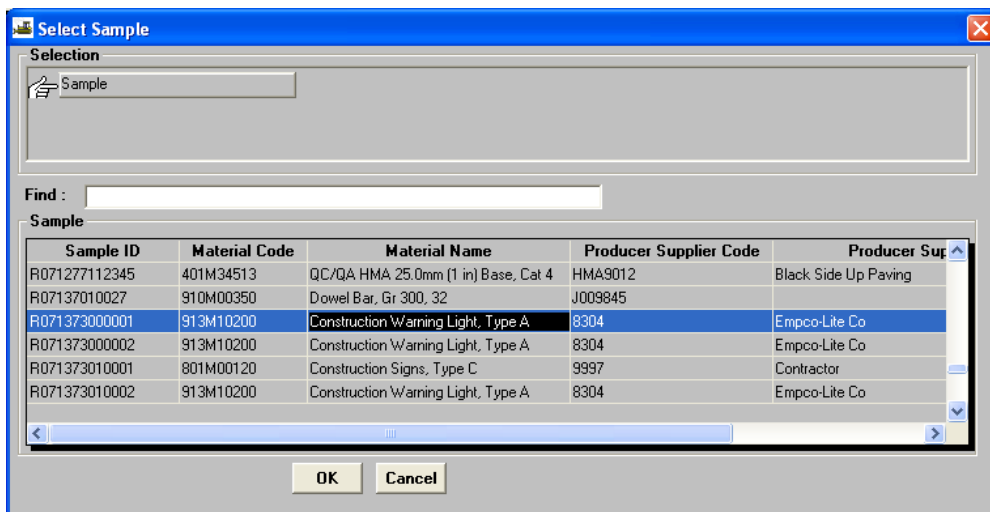 Select Sample
Selection
Sample
Find :
Sample
Sample ID Material Code Material Name Producer Supplier Code Producer Sup
R071277112345 401M34513 QC/QA HMA 25.0mm (1 in) Base, Cat 4 HMA9012 Black Side Up Paving
R07137010027 910M00350 Dowel Bar, Gr 300, 32 J009845
R071373000001 913M10200 Construction Warning Light, Type A 8304 Empco-Lite Co
R071373000002 913M10200 Construction Warning Light, Type A 8304 Empco-Lite Co
R071373010001 801M00120 Construction Signs, Type C 9997 Contractor
R071373010002 913M10200 Construction Warning Light, Type A 8304 Empco-Lite Co
OK Cancel